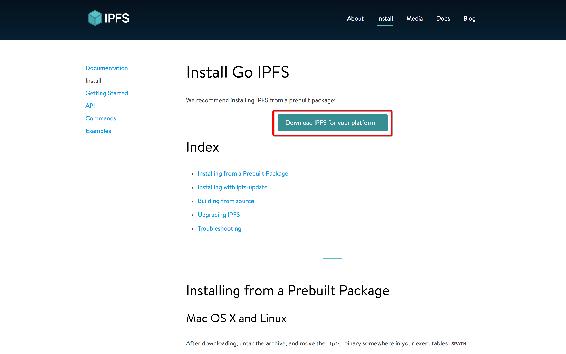 IPFS
About Install Media Docs Blog
Documentation
Install
Getting Started
API
Commands
Examples
Install Go IPFS
We recommend installing IPFS from a prebuilt package:
Download IPFS for your platform
Index
Installing from a Prebuilt Package
Installing with ipfs-update
Building from source
Upgrading IPFS
Troubleshooting
Installing from a Prebuilt Package
Mac OS X and Linux
After downloading, untar the archive, and move the ipfs binary somewhere in your executables $PATH